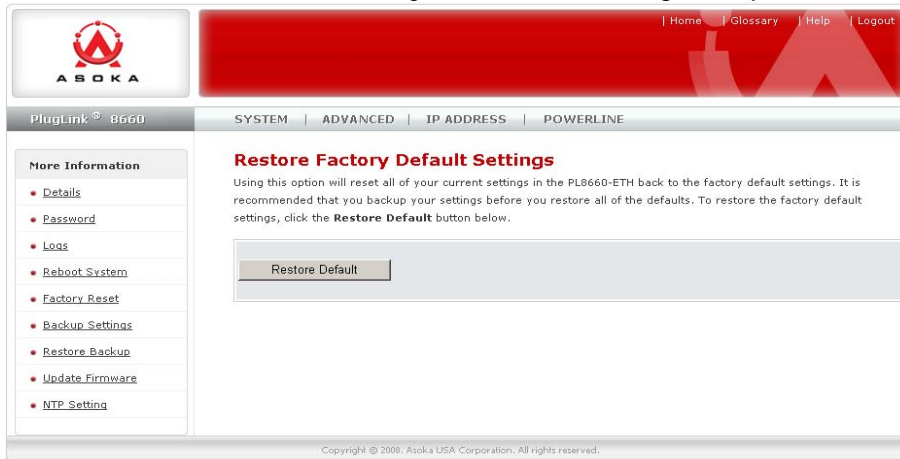 | Home | Glossary | Help | Logout
ASOKA
PlugLink® 8660
SYSTEM | ADVANCED | IP ADDRESS | POWERLINE
More Information
Details
Password
Logs
Reboot System
Factory Reset
Backup Settings
Restore Backup
Update Firmware
NTP Setting
Restore Factory Default Settings
Using this option will reset all of your current settings in the PL8660-ETH back to the factory default settings. It is
recommended that you backup your settings before you restore all of the defaults. To restore the factory default
settings, click the Restore Default button below.
Restore Default
Copyright © 2008. Asoka USA Corporation. All rights reserved.